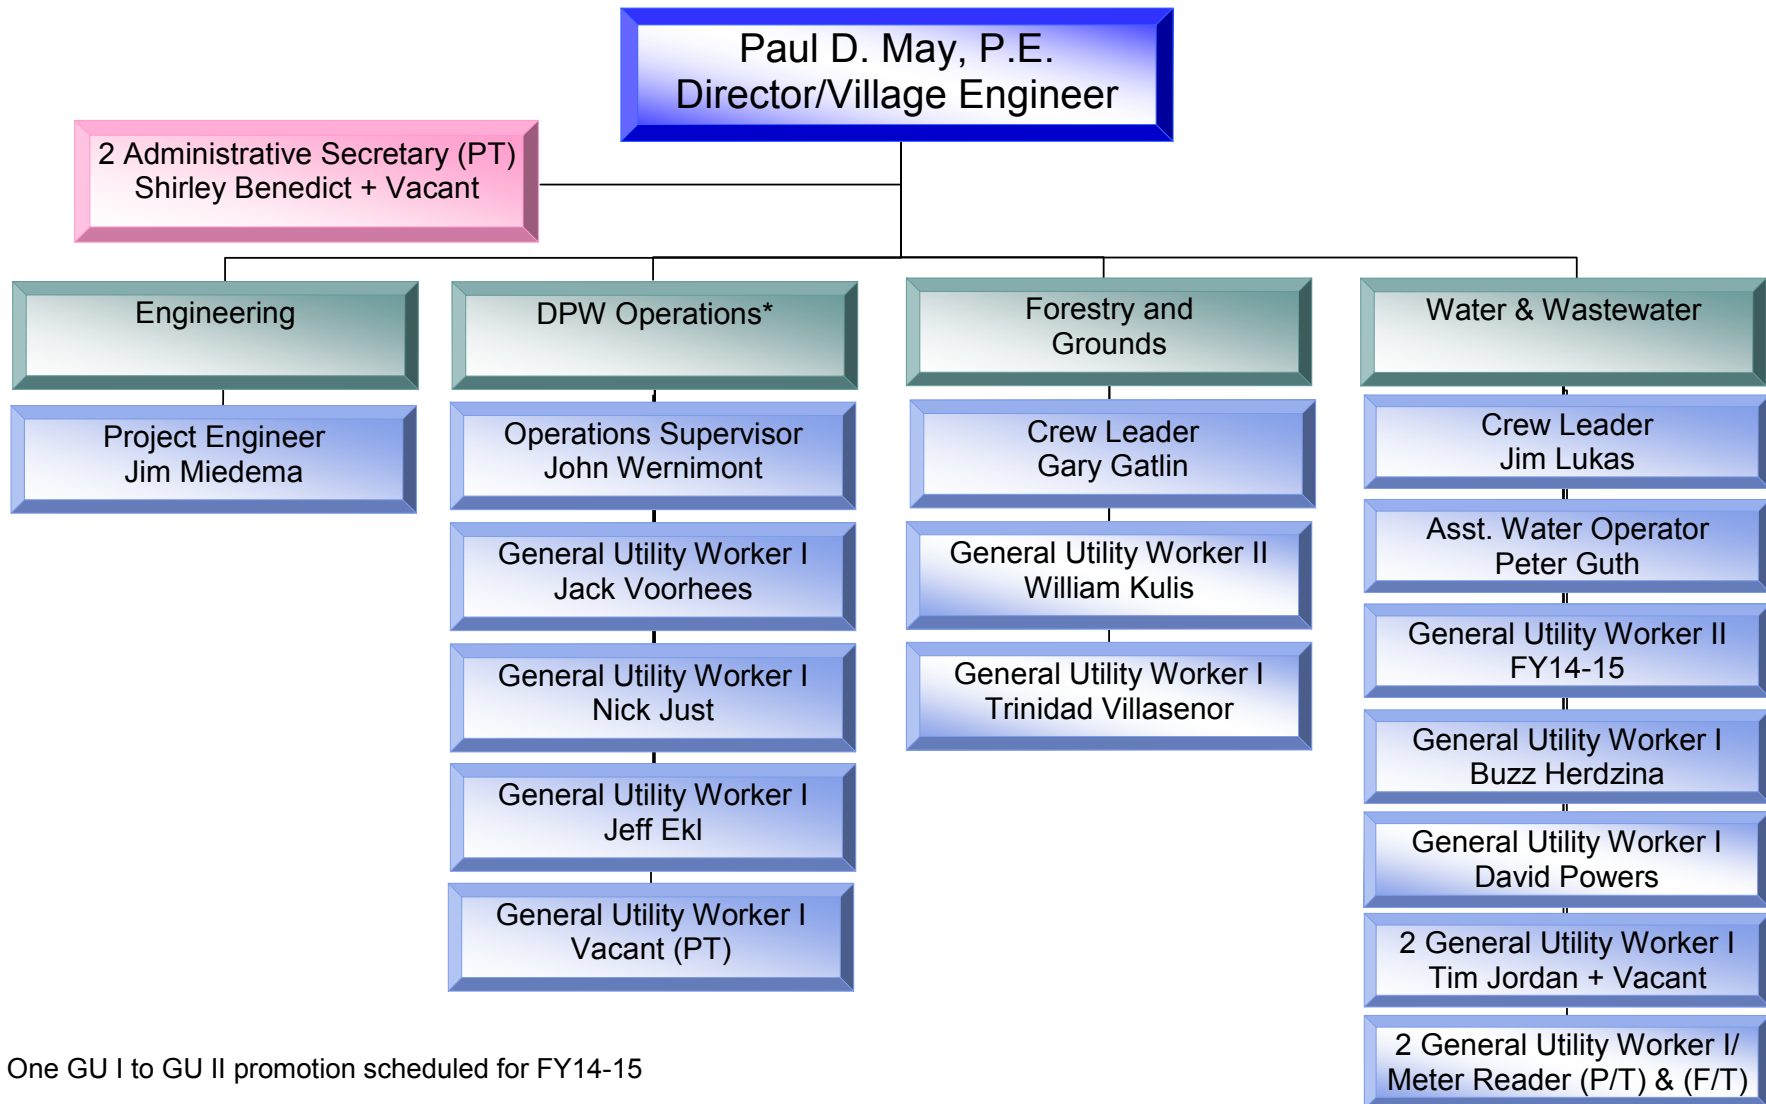 Paul D. May, P.E.
Director/Village Engineer
2 Administrative Secretary (PT)
Shirley Benedict + Vacant
Engineering
Project Engineer
Jim Miedema
DPW Operations*
Operations Supervisor
John Wernimont
General Utility Worker I
Jack Voorhees
General Utility Worker I
Nick Just
General Utility Worker I
Jeff Ekl
General Utility Worker I
Vacant (PT)
Forestry and
Grounds
Crew Leader
Gary Gatlin
General Utility Worker II
William Kulis
General Utility Worker I
Trinidad Villasenor
Water & Wastewater
Crew Leader
Jim Lukas
Asst. Water Operator
Peter Guth
General Utility Worker II
FY14-15
General Utility Worker I
Buzz Herdzina
General Utility Worker I
David Powers
2 General Utility Worker I
Tim Jordan + Vacant
2 General Utility Worker I/
Meter Reader (P/T) & (F/T)
One GU I to GU II promotion scheduled for FY14-15